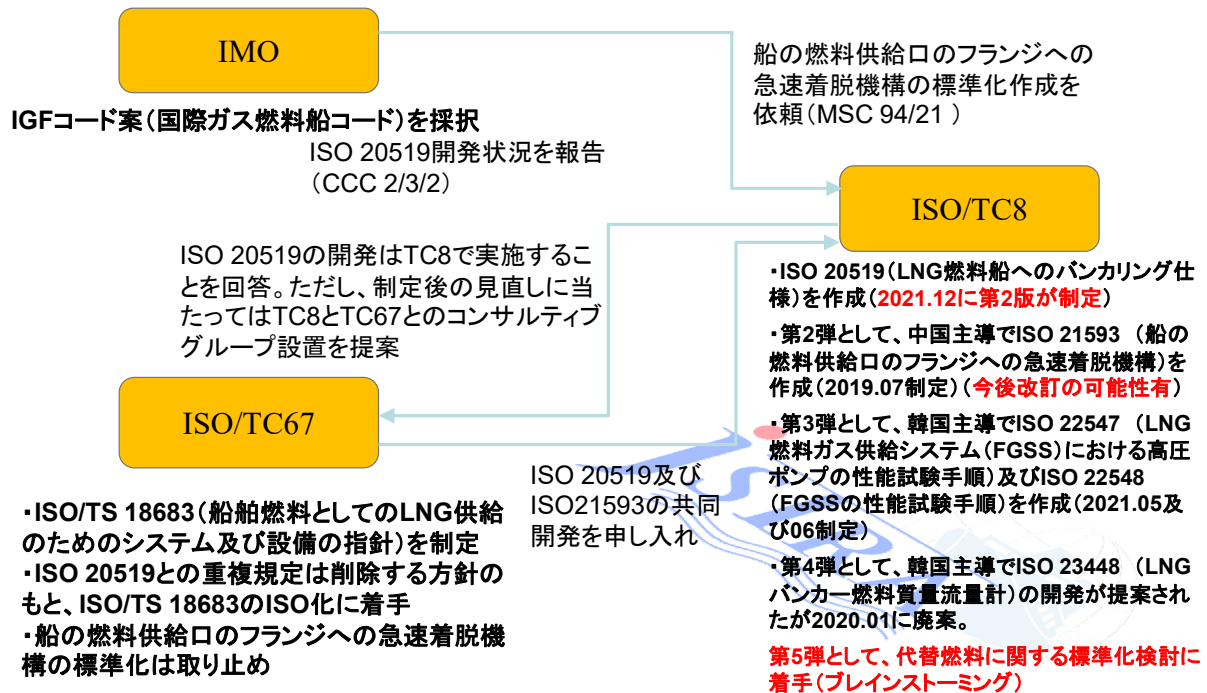 IMO
IGFコード案（国際ガス燃料船コード）を採択
船の燃料供給口のフランジへの
急速着脱機構の標準化作成を
依頼（MSC 94/21 ）
ISO 20519開発状況を報告
（CCC 2/3/2）
ISO/TC8
ISO 20519の開発はTC8で実施するこ
とを回答。ただし、制定後の見直しに当
たってはTC8とTC67とのコンサルティブ
グループ設置を提案
ISO/TC67
ISO 20519及び
ISO21593の共同
開発を申し入れ
・ISO/TS 18683（船舶燃料としてのLNG供給
のためのシステム及び設備の指針）を制定
・ISO 20519との重複規定は削除する方針の
もと、ISO/TS 18683のISO化に着手
・船の燃料供給口のフランジへの急速着脱機
構の標準化は取り止め
・ISO 20519（LNG燃料船へのバンカリング仕
様）を作成（2021.12に第2版が制定）
・第2弾として、中国主導でISO 21593 （船の
燃料供給口のフランジへの急速着脱機構）を
作成（2019.07制定）（今後改訂の可能性有）
・第3弾として、韓国主導でISO 22547 （LNG
燃料ガス供給システム（FGSS）における高圧
ポンプの性能試験手順）及びISO 22548
（FGSSの性能試験手順）を作成（2021.05及
び06制定）
・第4弾として、韓国主導でISO 23448 （LNG
バンカー燃料質量流量計）の開発が提案され
たが2020.01に廃案。
第5弾として、代替燃料に関する標準化検討に
着手（ブレインストーミング）
JSTRA